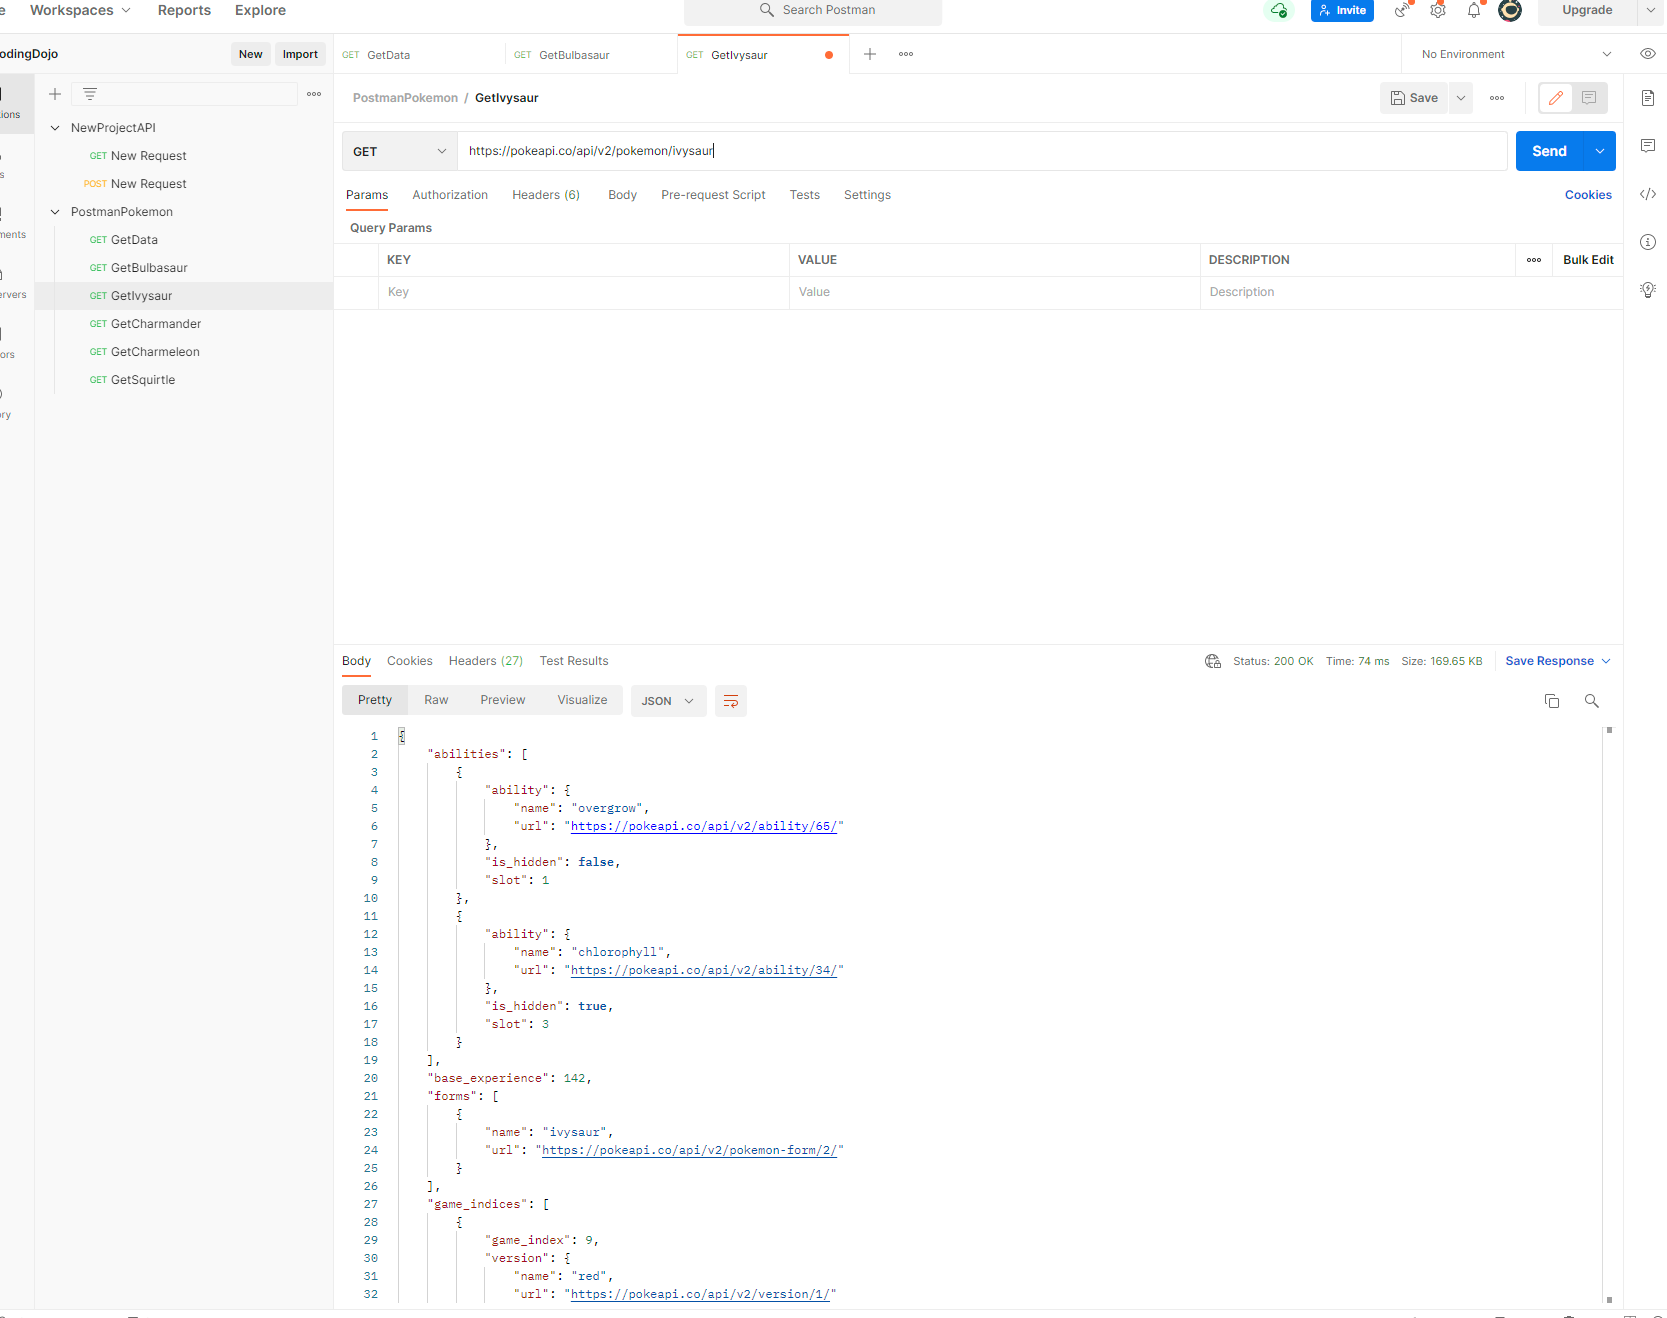 Workspaces
Reports
Explore
Search Postman
Invite
Upgrade
odingDojo
New
Import
GET GetData
GET GetBulbasaur
GET GetIvysaur
No Environment
ions
NewProjectAPI
GET New Request
POST New Request
PostmanPokemon
GET GetData
GET GetBulbasaur
GET GetIvysaur
GET GetCharmander
GET GetCharmeleon
GET GetSquirtle
s
ments
ervers
ors
ory
PostmanPokemon / GetIvysaur
Save
GET
https://pokeapi.co/api/v2/pokemon/ivysaur
Send
Params Authorization Headers (6) Body Pre-request Script Tests Settings
Cookies
Query Params
KEY VALUE DESCRIPTION Bulk Edit
Key Value Description
Body Cookies Headers (27) Test Results
Status: 200 OK Time: 74 ms Size: 169.65 KB Save Response
Pretty Raw Preview Visualize JSON
1 {
2 "abilities": [
3 {
4 "ability": {
5 "name": "overgrow",
6 "url": "https://pokeapi.co/api/v2/ability/65/"
7 },
8 "is_hidden": false,
9 "slot": 1
10 },
11 {
12 "ability": {
13 "name": "chlorophyll",
14 "url": "https://pokeapi.co/api/v2/ability/34/"
15 },
16 "is_hidden": true,
17 "slot": 3
18 }
19 ],
20 "base_experience": 142,
21 "forms": [
22 {
23 "name": "ivysaur",
24 "url": "https://pokeapi.co/api/v2/pokemon-form/2/"
25 }
26 ],
27 "game_indices": [
28 {
29 "game_index": 9,
30 "version": {
31 "name": "red",
32 "url": "https://pokeapi.co/api/v2/version/1/"